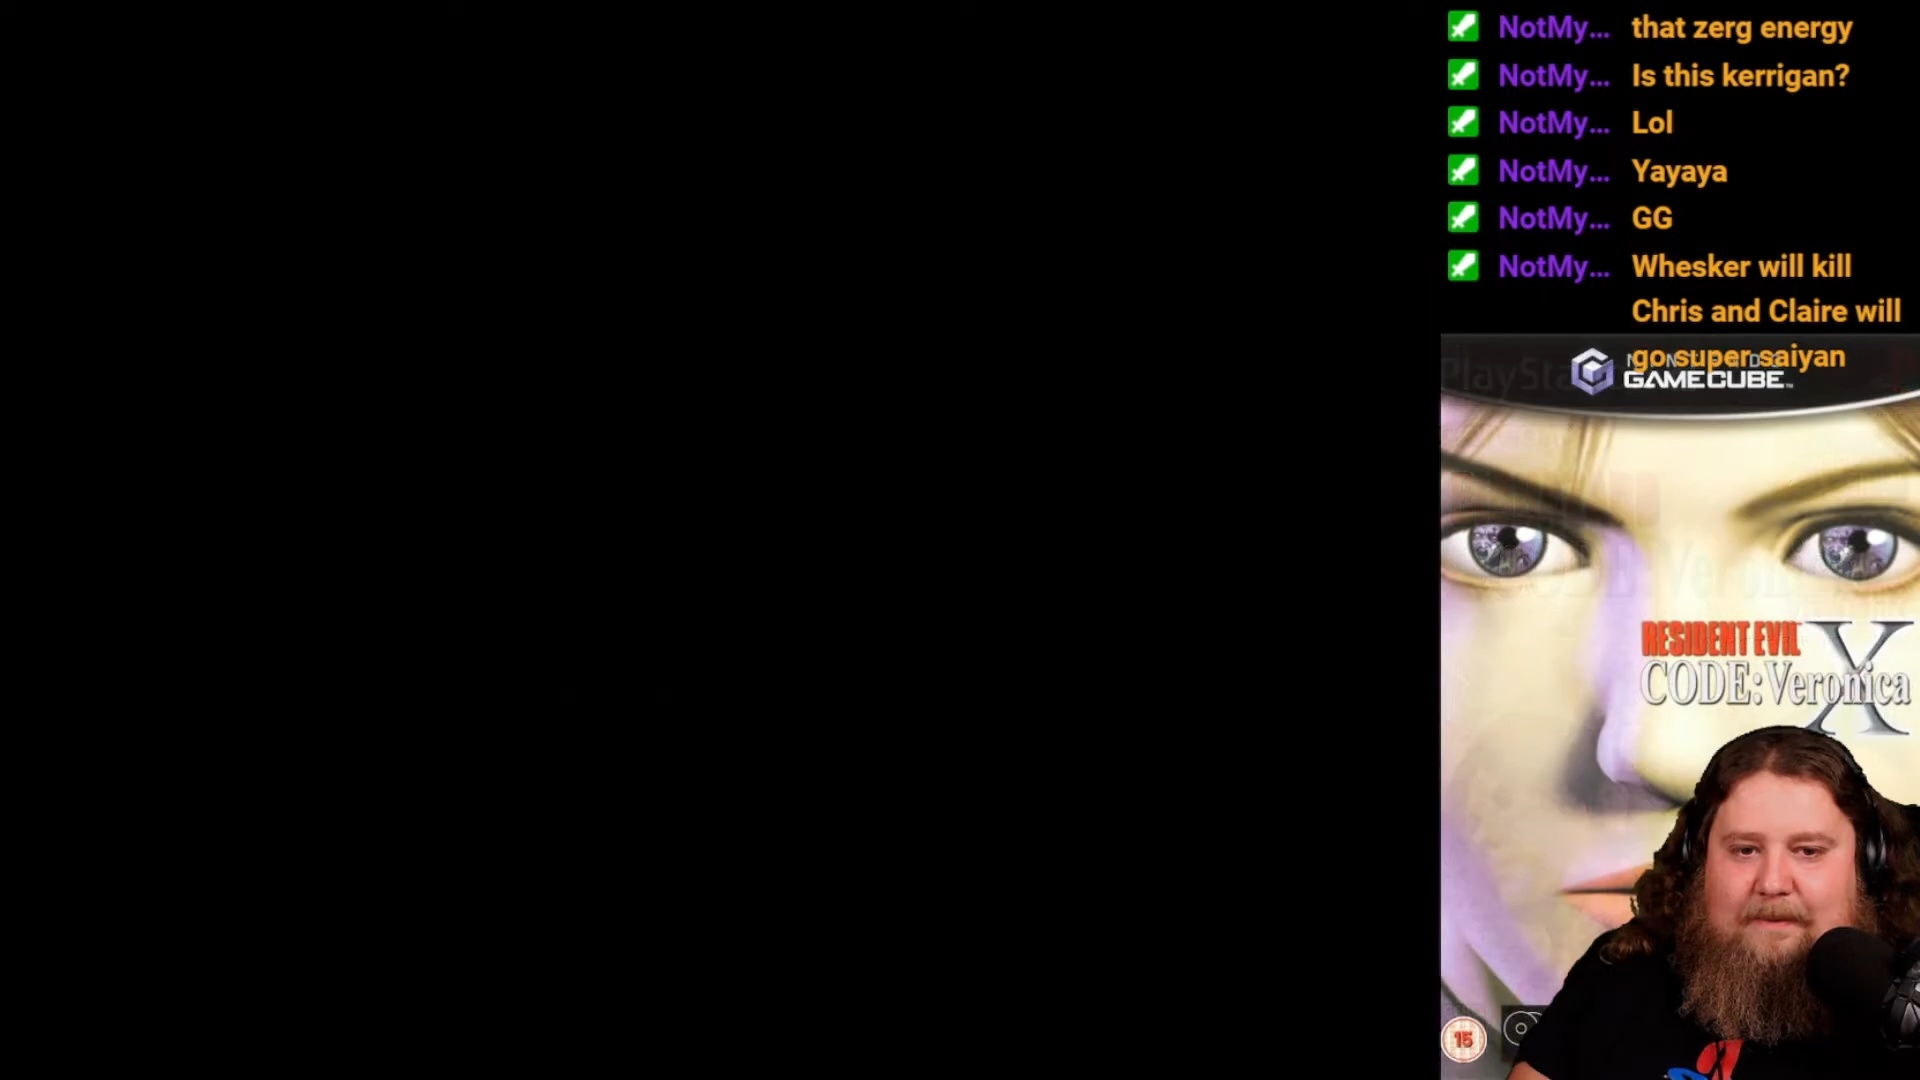 NotMy... that zerg energy
NotMy... Is this kerrigan?
NotMy... Lol
NotMy... Yayaya
NotMy... GG
NotMy... Whesker will kill
Chris and Claire will
go super saiyan
GAMECUBE™
RESIDENT EVIL
CODE:Veronica
X
15